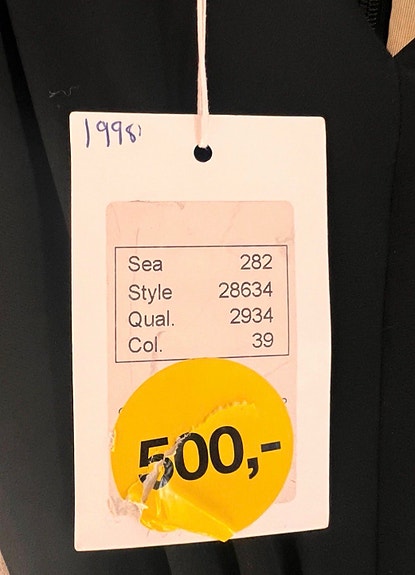 1998,
Sea 282
Style 28634
Qual. 2934
Col. 39
500,-